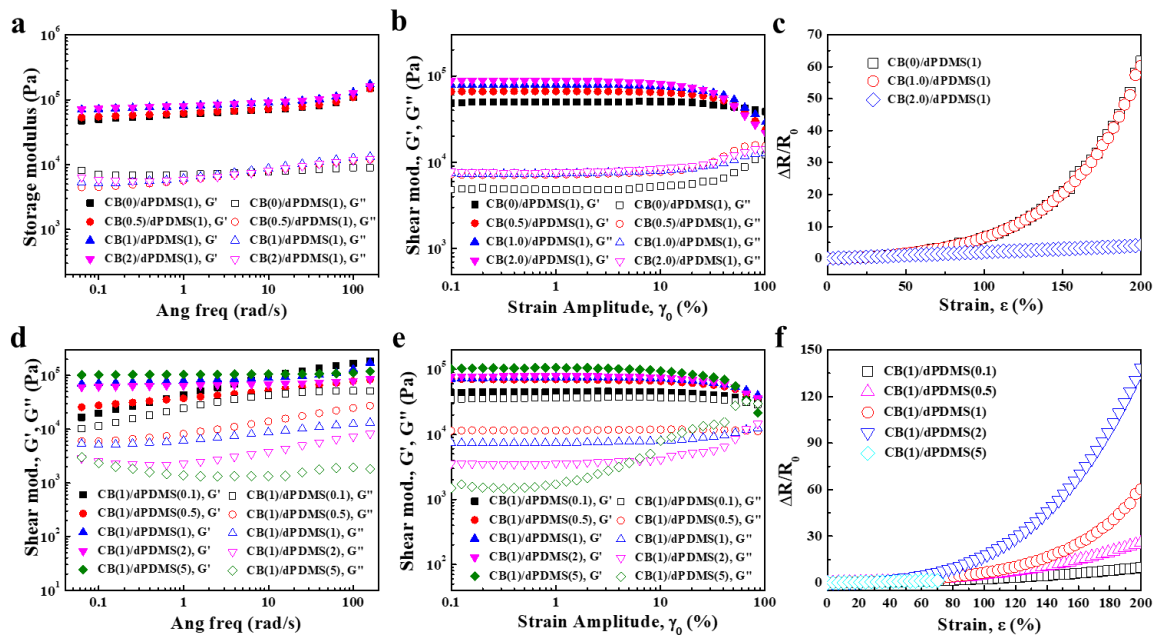 a
Storage modulus (Pa)
10^6
10^5
10^4
10^3
CB(0)/dPDMS(1), G'
CB(0.5)/dPDMS(1), G'
CB(1)/dPDMS(1), G'
CB(2)/dPDMS(1), G'
CB(0)/dPDMS(1), G"
CB(0.5)/dPDMS(1), G"
CB(1)/dPDMS(1), G"
CB(2)/dPDMS(1), G"
0.1 1 10 100
Ang freq (rad/s)
b
Shear mod., G', G" (Pa)
10^6
10^5
10^4
10^3
CB(0)/dPDMS(1), G'
CB(0.5)/dPDMS(1), G'
CB(1.0)/dPDMS(1), G"
CB(2.0)/dPDMS(1), G'
CB(0)/dPDMS(1), G"
CB(0.5)/dPDMS(1), G"
CB(1.0)/dPDMS(1), G"
CB(2.0)/dPDMS(1), G"
0.1 1 10 100
Strain Amplitude, γ0 (%)
c
ΔR/R0
70
60
50
40
30
20
10
0
CB(0)/dPDMS(1)
CB(1.0)/dPDMS(1)
CB(2.0)/dPDMS(1)
0 50 100 150 200
Strain, ε (%)
d
Shear mod., G', G" (Pa)
10^6
10^5
10^4
10^3
10^2
10^1
CB(1)/dPDMS(0.1), G'
CB(1)/dPDMS(0.5), G'
CB(1)/dPDMS(1), G'
CB(1)/dPDMS(2), G'
CB(1)/dPDMS(5), G'
CB(1)/dPDMS(0.1), G"
CB(1)/dPDMS(0.5), G"
CB(1)/dPDMS(1), G"
CB(1)/dPDMS(2), G"
CB(1)/dPDMS(5), G"
0.1 1 10 100
Ang freq (rad/s)
e
Shear mod., G', G" (Pa)
10^6
10^5
10^4
10^3
CB(1)/dPDMS(0.1), G'
CB(1)/dPDMS(0.5), G'
CB(1)/dPDMS(1), G'
CB(1)/dPDMS(2), G'
CB(1)/dPDMS(5), G'
CB(1)/dPDMS(0.1), G"
CB(1)/dPDMS(0.5), G"
CB(1)/dPDMS(1), G"
CB(1)/dPDMS(2), G"
CB(1)/dPDMS(5), G"
0.1 1 10 100
Strain Amplitude, γ0 (%)
f
ΔR/R0
150
120
90
60
30
0
CB(1)/dPDMS(0.1)
CB(1)/dPDMS(0.5)
CB(1)/dPDMS(1)
CB(1)/dPDMS(2)
CB(1)/dPDMS(5)
0 20 40 60 80 100 120 140 160 180 200
Strain, ε (%)